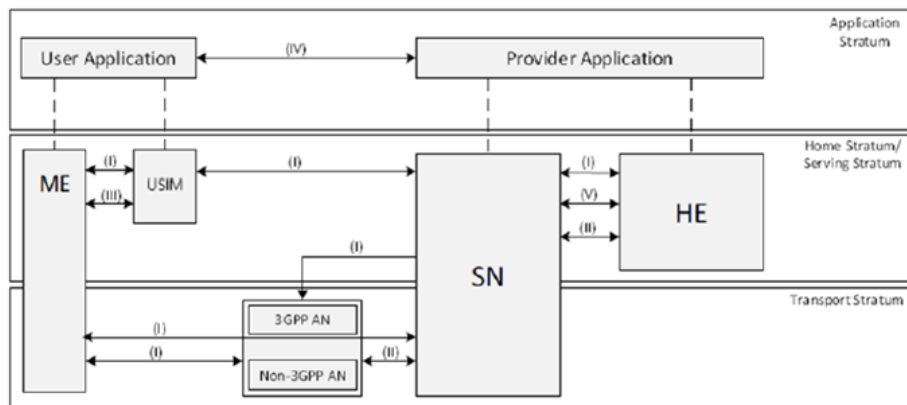 Application
Stratum
User Application
(IV)
Provider Application
Home Stratum/
Serving Stratum
ME
(I)
USIM
(I)
(I)
HE
(III)
(V)
(II)
(I)
SN
Transport Stratum
3GPP AN
(I)
(I)
(II)
Non-3GPP AN